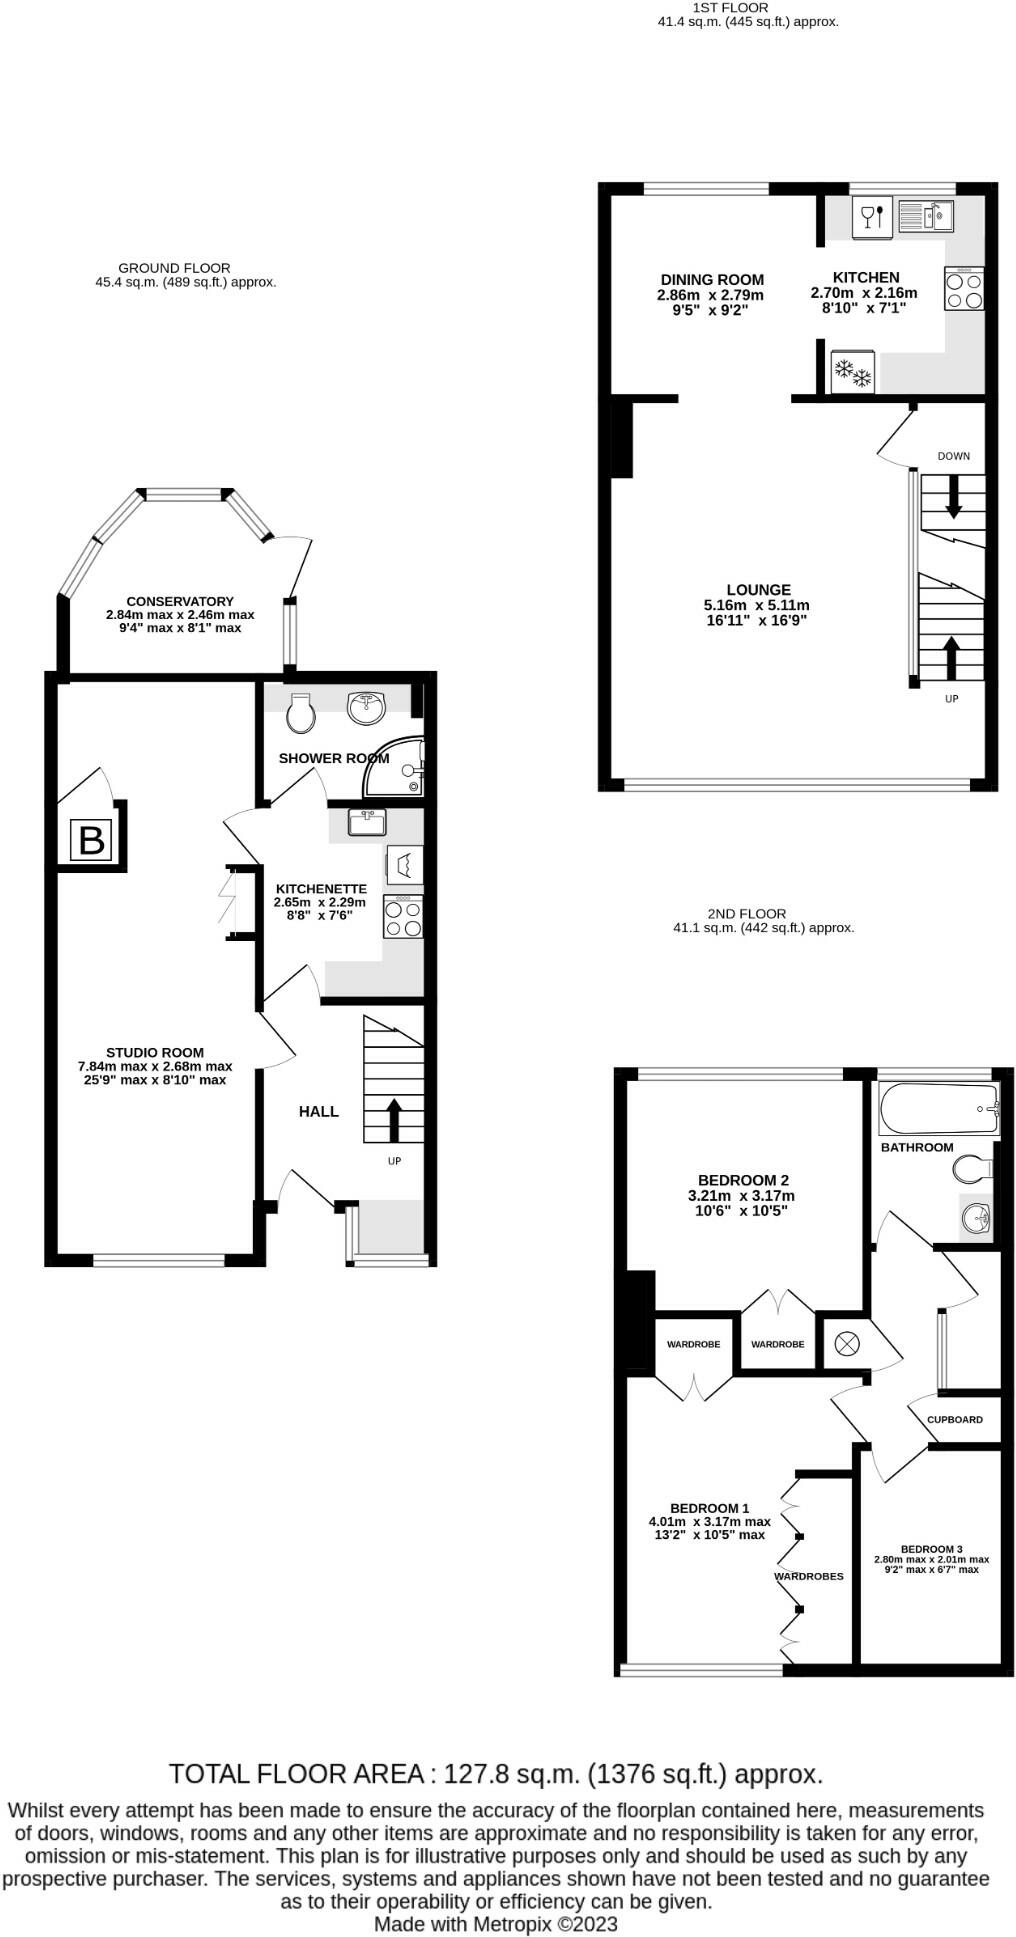 1ST FLOOR
41.4 sq.m. (445 sq.ft.) approx.
DINING ROOM
2.86m x 2.79m
9'5" x 9'2"
KITCHEN
2.70m x 2.16m
8'10" x 7'1"
DOWN
LOUNGE
5.16m x 5.11m
16'11" x 16'9"
UP
GROUND FLOOR
45.4 sq.m. (489 sq.ft.) approx.
CONSERVATORY
2.84m max x 2.46m max
9'4" max x 8'1" max
SHOWER ROOM
B
KITCHENETTE
2.65m x 2.29m
8'8" x 7'6"
STUDIO ROOM
7.84m max x 2.68m max
25'9" max x 8'10" max
HALL
UP
2ND FLOOR
41.1 sq.m. (442 sq.ft.) approx.
BATHROOM
BEDROOM 2
3.21m x 3.17m
10'6" x 10'5"
WARDROBE
WARDROBE
CUPBOARD
BEDROOM 1
4.01m x 3.17m max
13'2" x 10'5" max
WARDROBES
BEDROOM 3
2.80m max x 2.01m max
9'2" max x 6'7" max
TOTAL FLOOR AREA : 127.8 sq.m. (1376 sq.ft.) approx.
Whilst every attempt has been made to ensure the accuracy of the floorplan contained here, measurements
of doors, windows, rooms and any other items are approximate and no responsibility is taken for any error,
omission or mis-statement. This plan is for illustrative purposes only and should be used as such by any
prospective purchaser. The services, systems and appliances shown have not been tested and no guarantee
as to their operability or efficiency can be given.
Made with Metropix ©2023